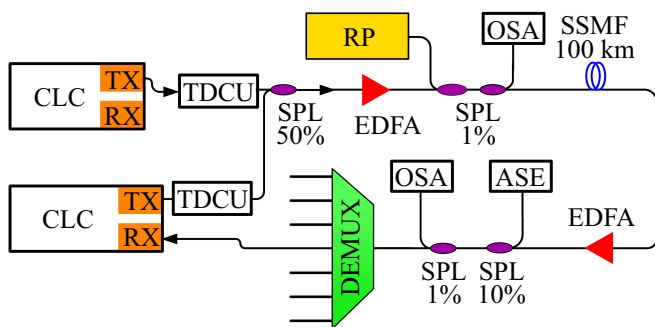 CLC
TX
RX
TDCU
SPL
50%
EDFA
RP
SPL
1%
OSA
SSMF
100 km
CLC
TX
RX
TDCU
DEMUX
OSA
SPL
1%
ASE
SPL
10%
EDFA